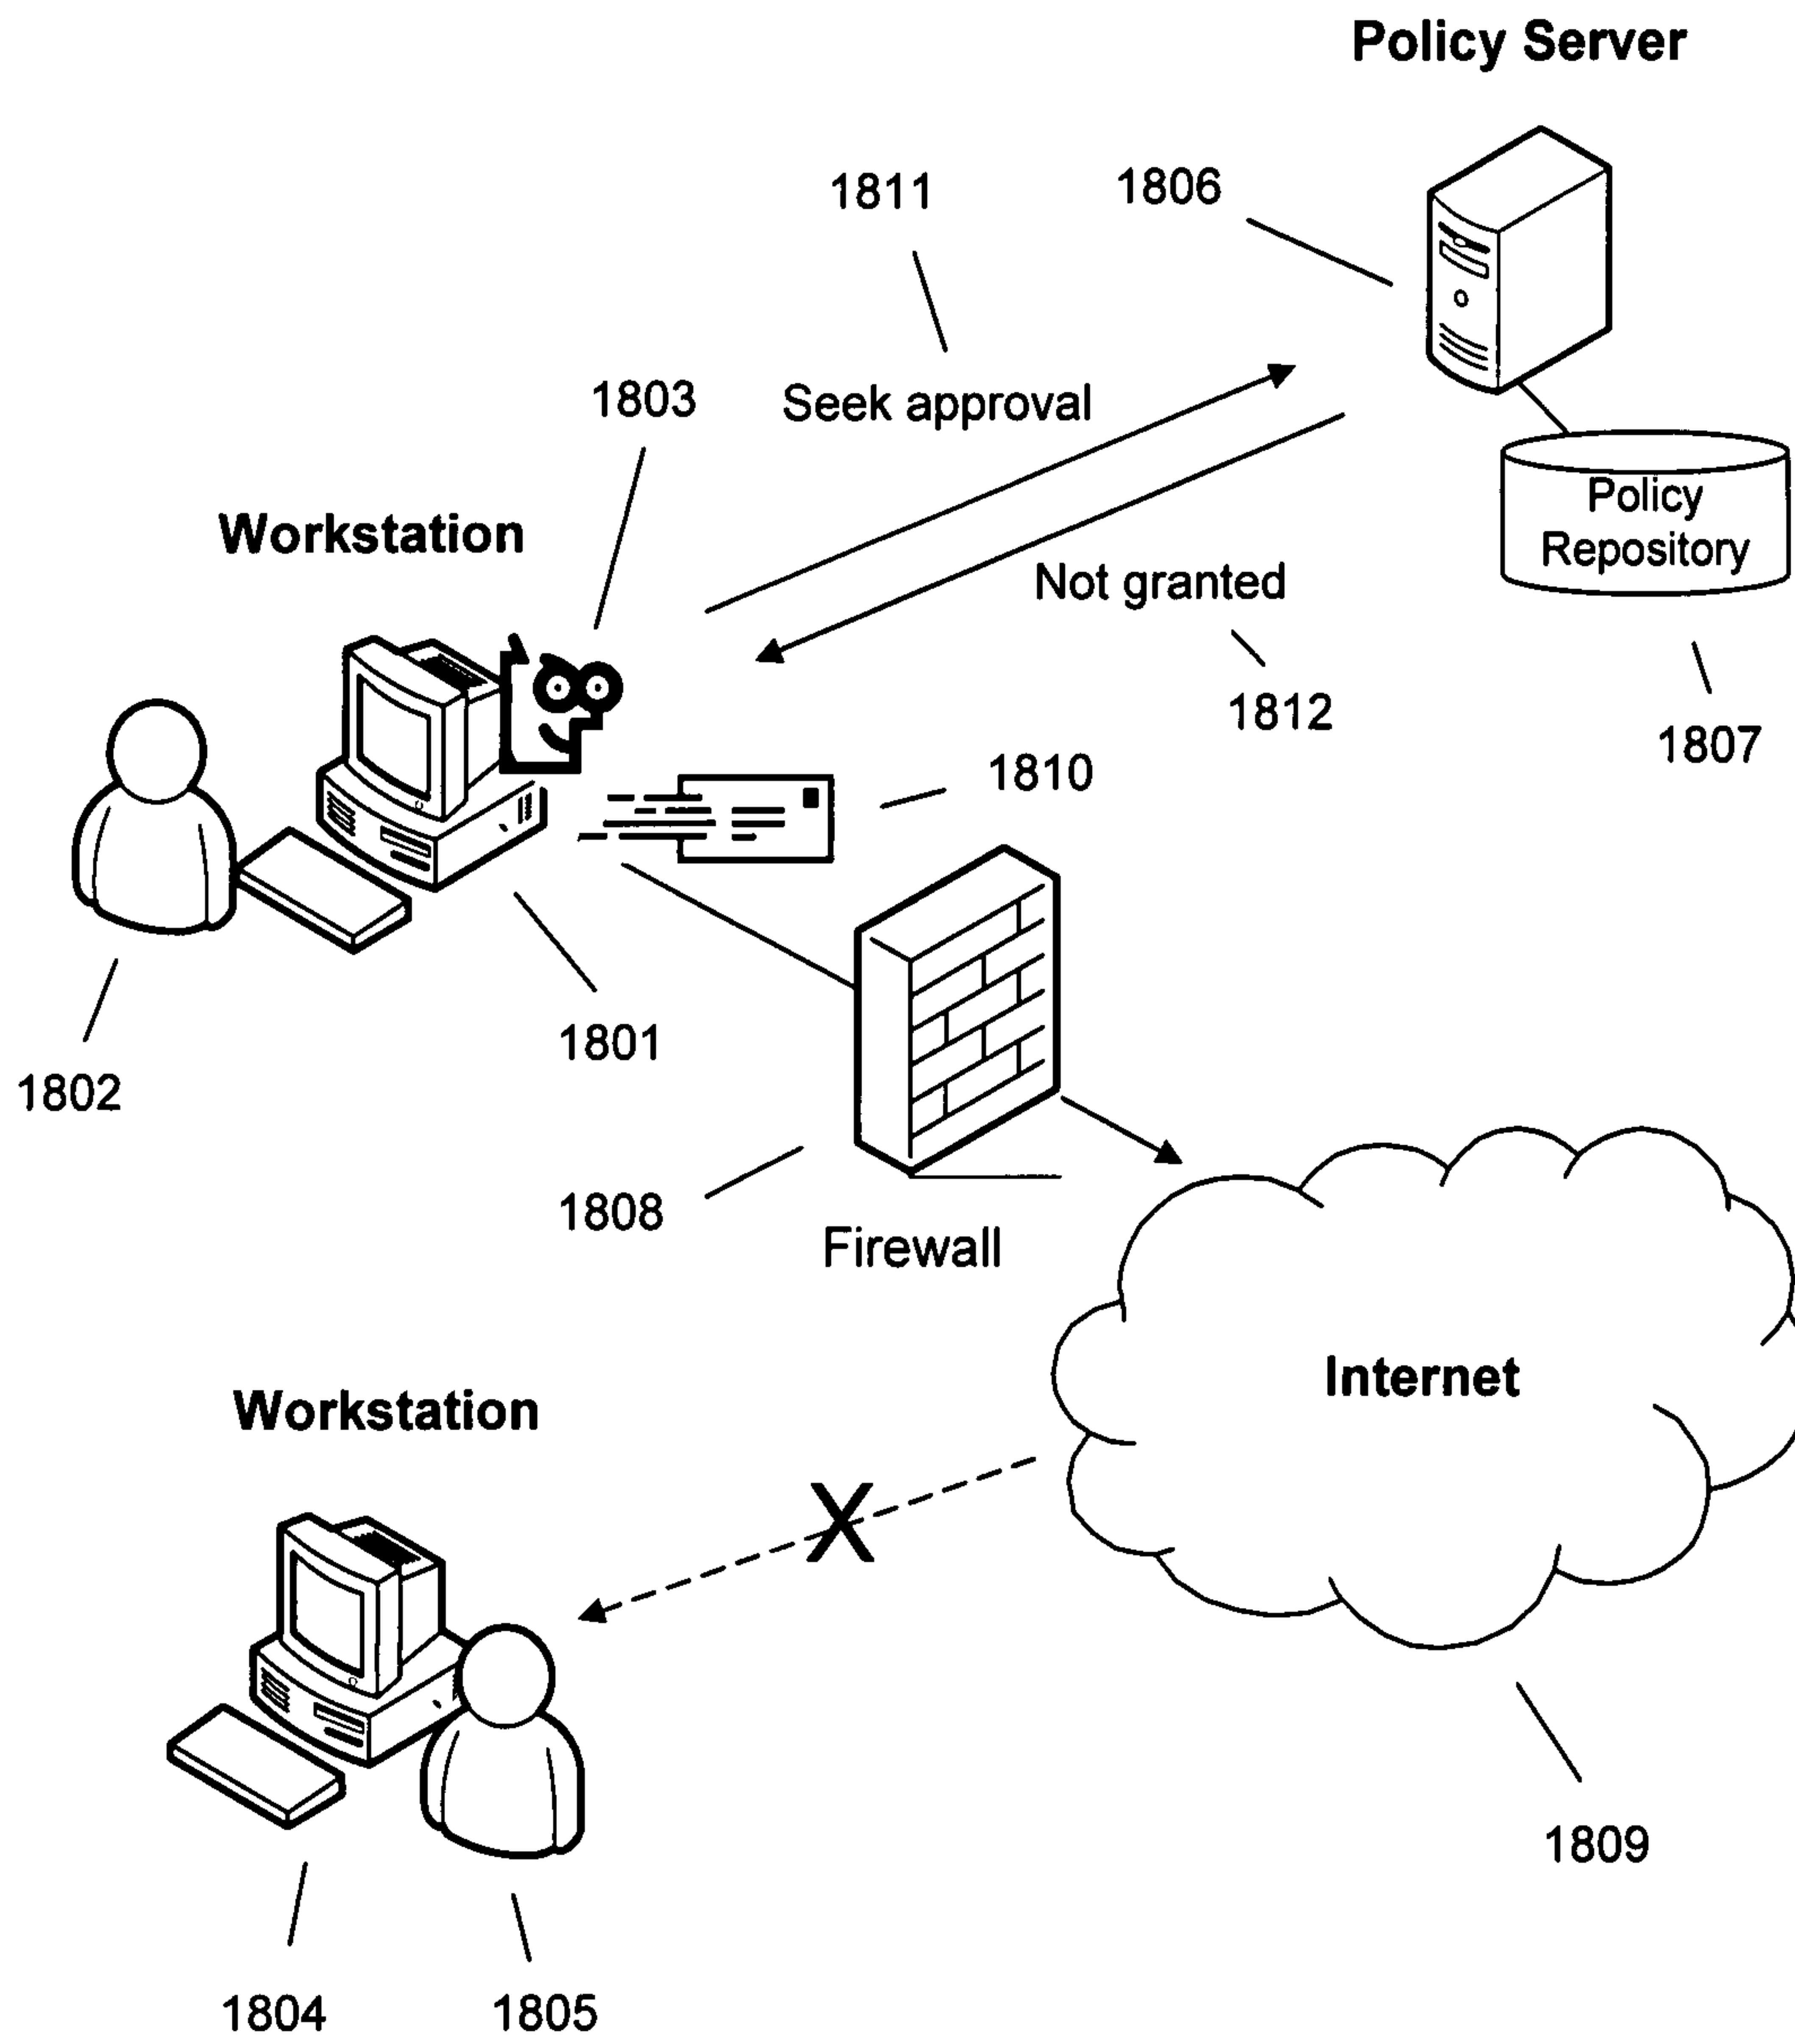 Policy Server
1811
1806
1803
Seek approval
Policy
Repository
Workstation
Not granted
1812
1807
1810
1801
1802
1808
Firewall
Internet
Workstation
X
1809
1804
1805